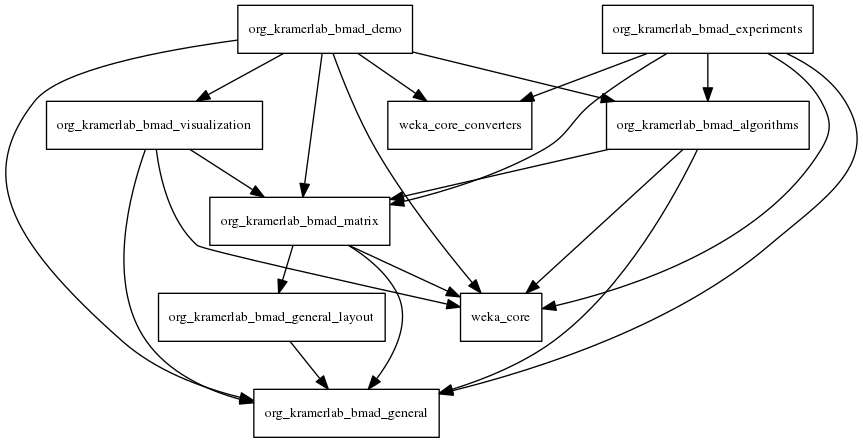 org_kramerlab_bmad_demo
org_kramerlab_bmad_experiments
org_kramerlab_bmad_visualization
weka_core_converters
org_kramerlab_bmad_algorithms
org_kramerlab_bmad_matrix
org_kramerlab_bmad_general_layout
weka_core
org_kramerlab_bmad_general